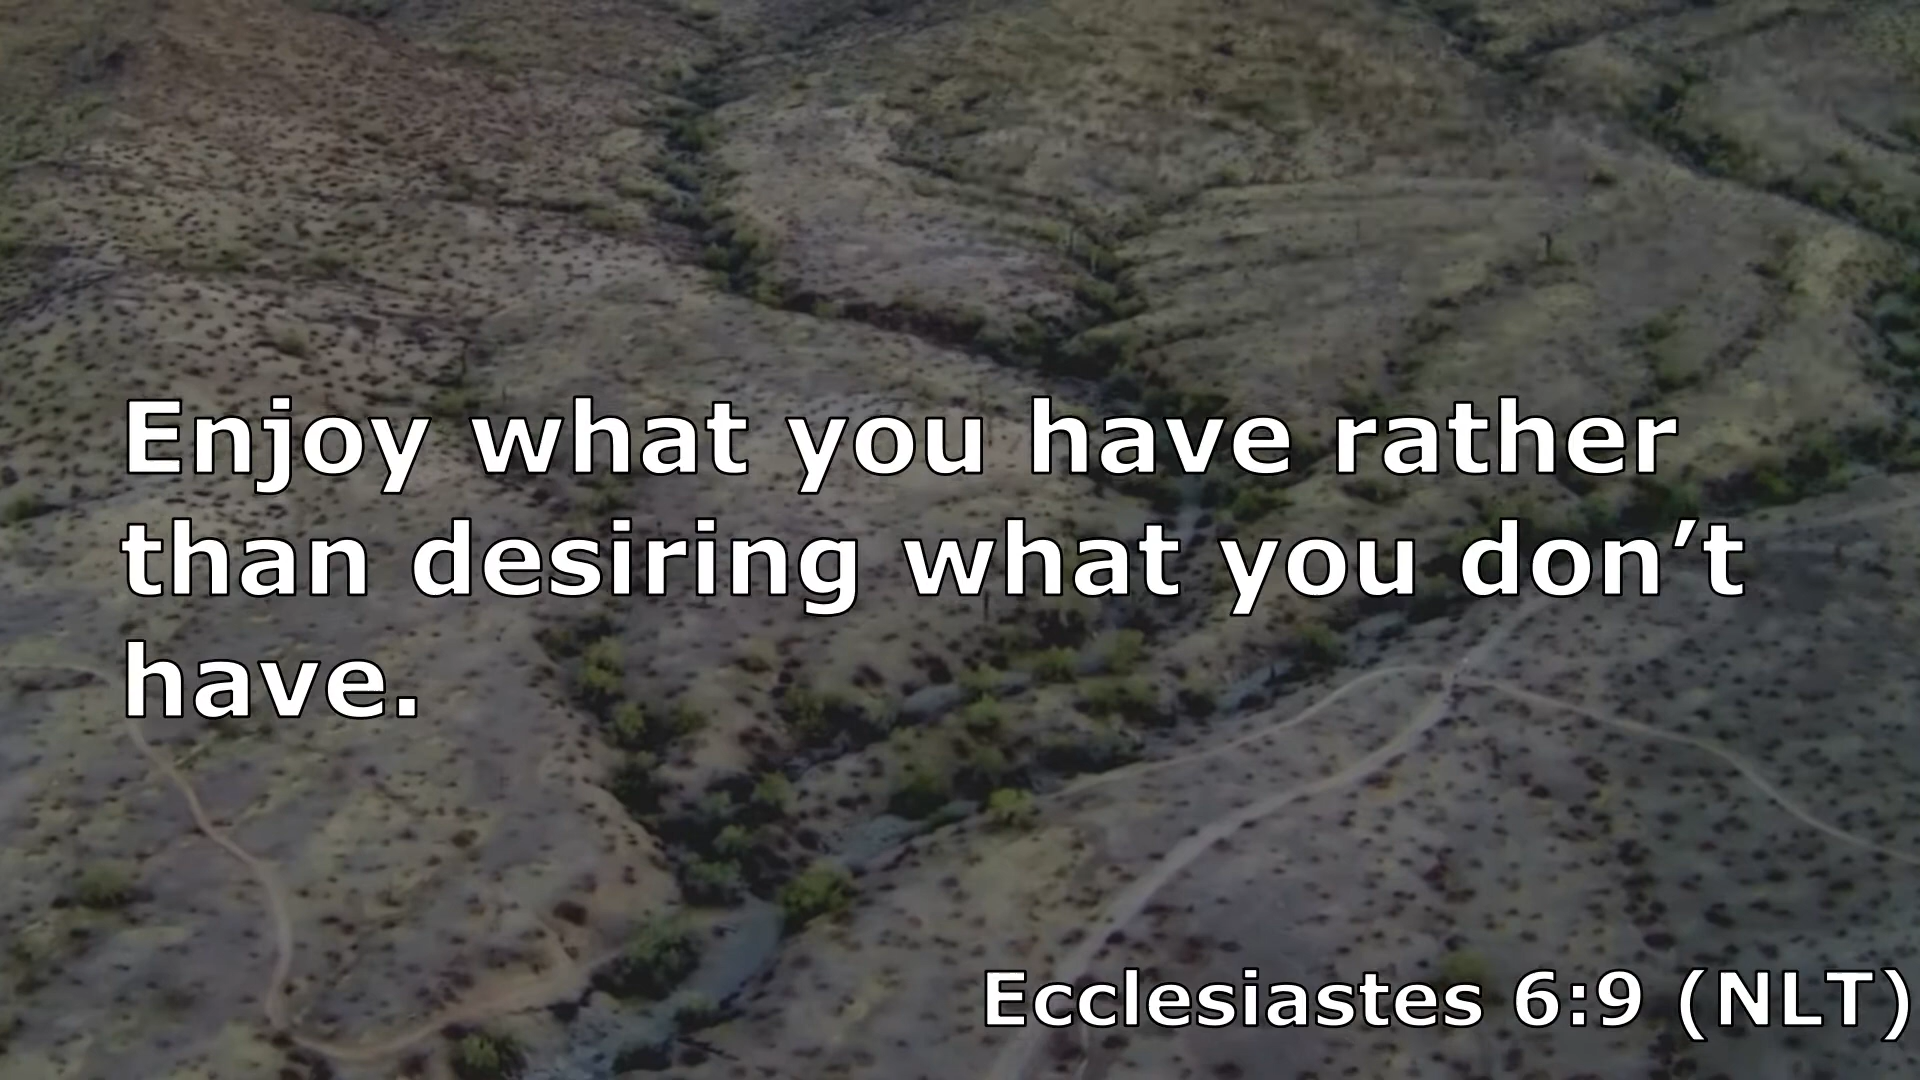 Enjoy what you have rather
than desiring what you don’t
have.
Ecclesiastes 6:9 (NLT)